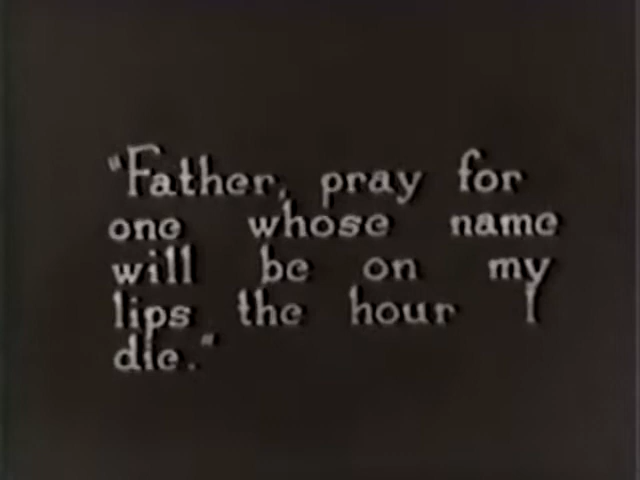 "Father, pray for
one whose name
will be on my
lips the hour I
die."